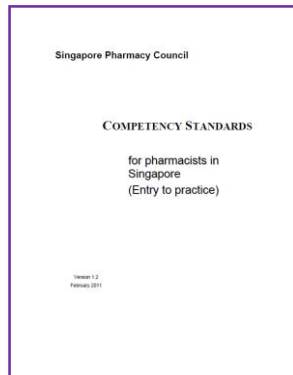 Singapore Pharmacy Council
COMPETENCY STANDARDS
for pharmacists in
Singapore
(Entry to practice)
Version 1.2
February 2011